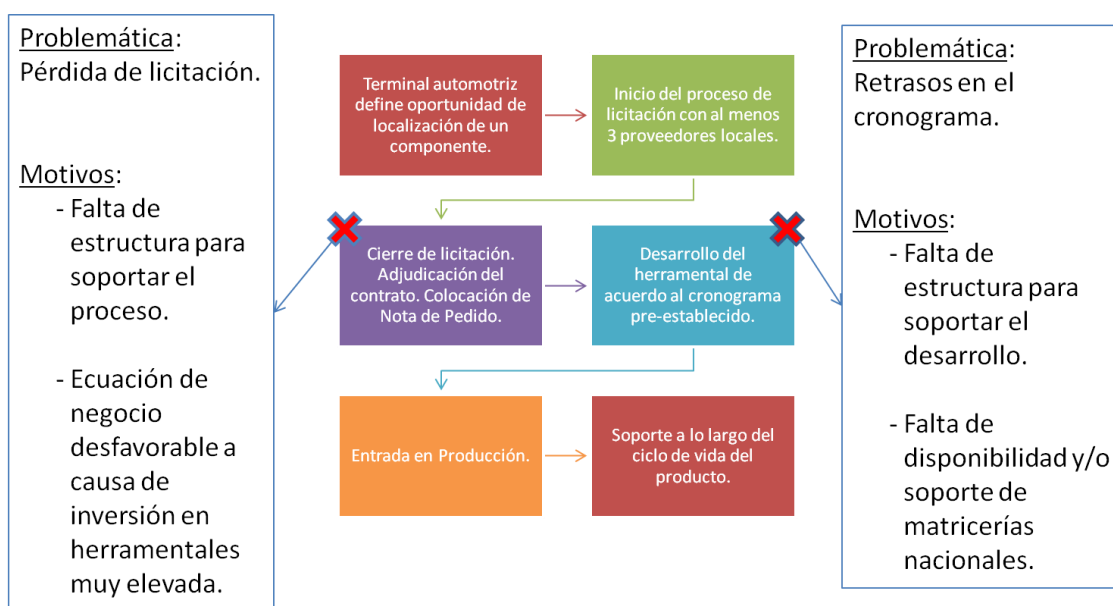 Problemática:
Pérdida de licitación.
Motivos:
- Falta de
estructura para
soportar el
proceso.
- Ecuación de
negocio
desfavorable a
causa de
inversión en
herramentales
muy elevada.
Terminal automotriz
define oportunidad de
localización de un
componente.
Inicio del proceso de
licitación con al menos
3 proveedores locales.
Cierre de licitación.
Adjudicación del
contrato. Colocación de
Nota de Pedido.
Desarrollo del
herramental de
acuerdo al cronograma
pre-establecido.
Entrada en Producción.
Soporte a lo largo del
ciclo de vida del
producto.
Problemática:
Retrasos en el
cronograma.
Motivos:
- Falta de
estructura para
soportar el
desarrollo.
- Falta de
disponibilidad y/o
soporte de
matricerías
nacionales.